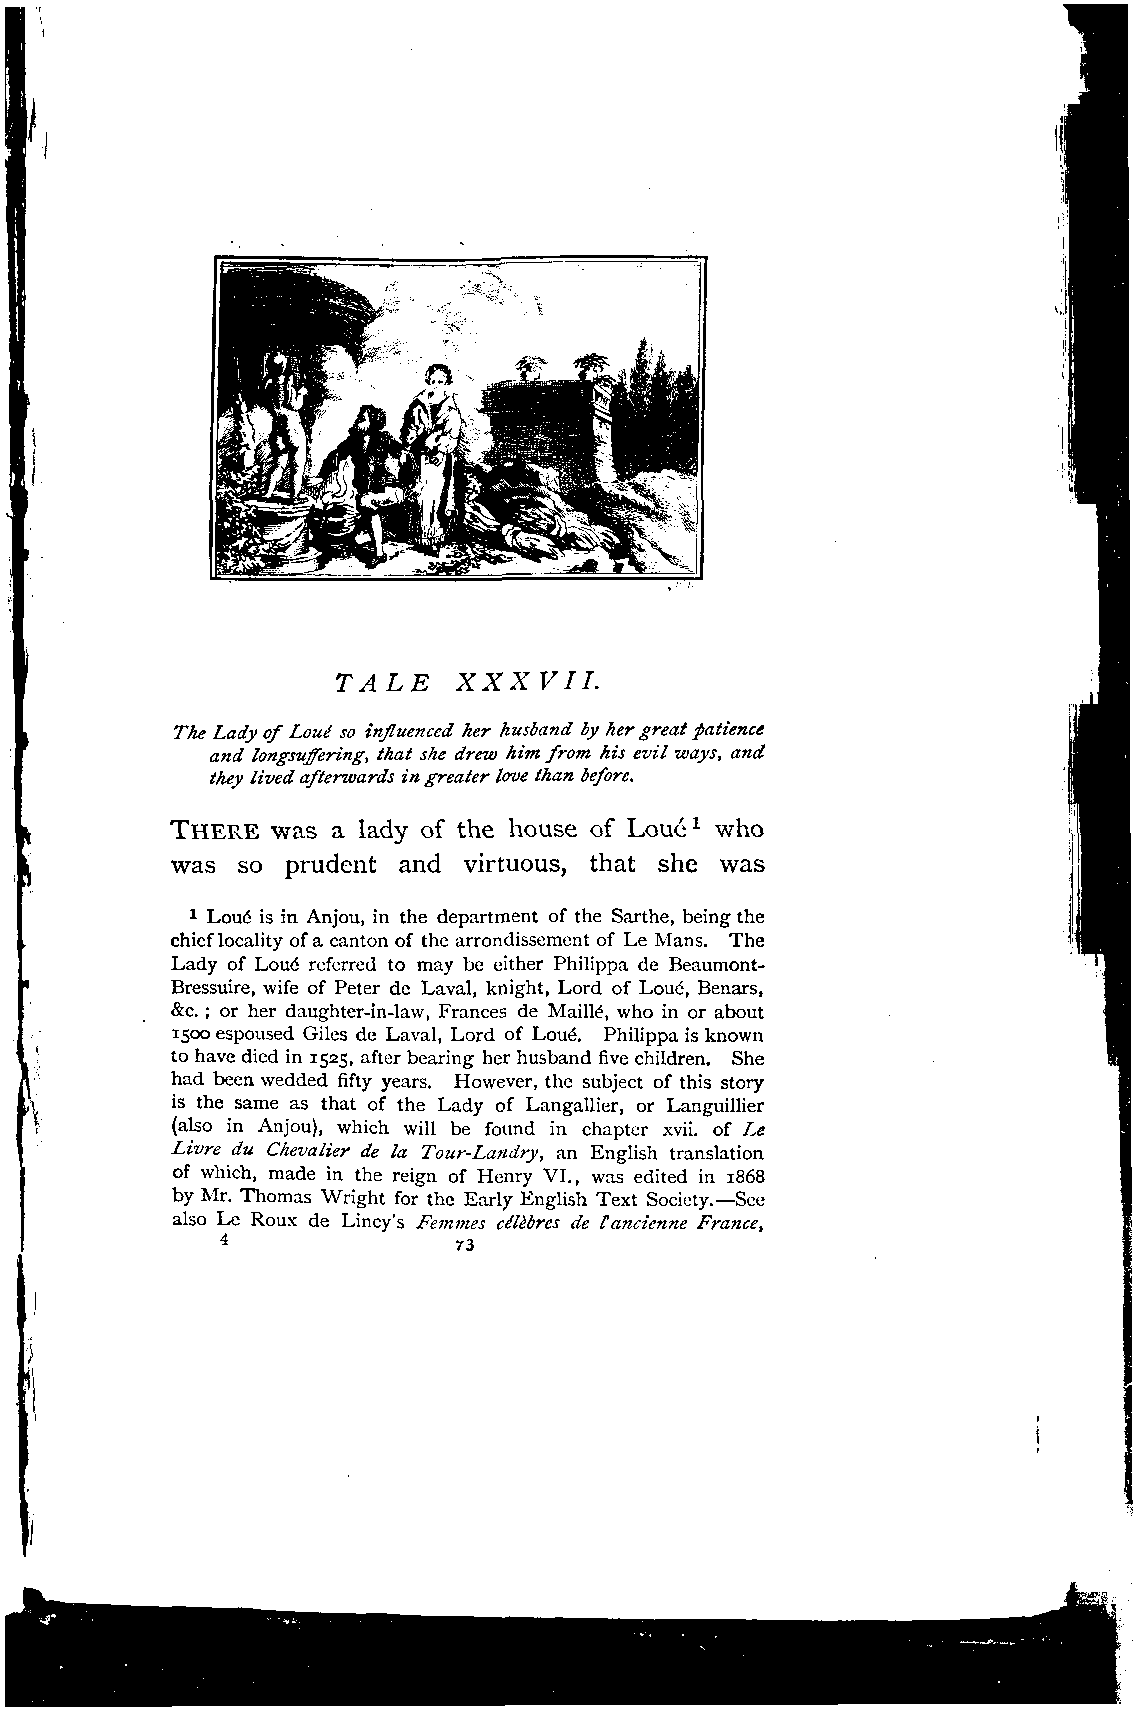 TALE XXXVII.
The Lady of Loué so influenced her husband by her great patience
and longsuffering, that she drew him from his evil ways, and
they lived afterwards in greater love than before.
THERE was a lady of the house of Loué¹ who
was so prudent and virtuous, that she was
¹ Loué is in Anjou, in the department of the Sarthe, being the
chief locality of a canton of the arrondissement of Le Mans. The
Lady of Loué referred to may be either Philippa de Beaumont-
Bressuire, wife of Peter de Laval, knight, Lord of Loué, Benars,
&c. ; or her daughter-in-law, Frances de Maillé, who in or about
1500 espoused Giles de Laval, Lord of Loué. Philippa is known
to have died in 1525, after bearing her husband five children. She
had been wedded fifty years. However, the subject of this story
is the same as that of the Lady of Langallier, or Languillier
(also in Anjou), which will be found in chapter xvii. of Le
Livre du Chevalier de la Tour-Landry, an English translation
of which, made in the reign of Henry VI., was edited in 1868
by Mr. Thomas Wright for the Early English Text Society.—See
also Le Roux de Lincy's Femmes célèbres de l'ancienne France,
4 73